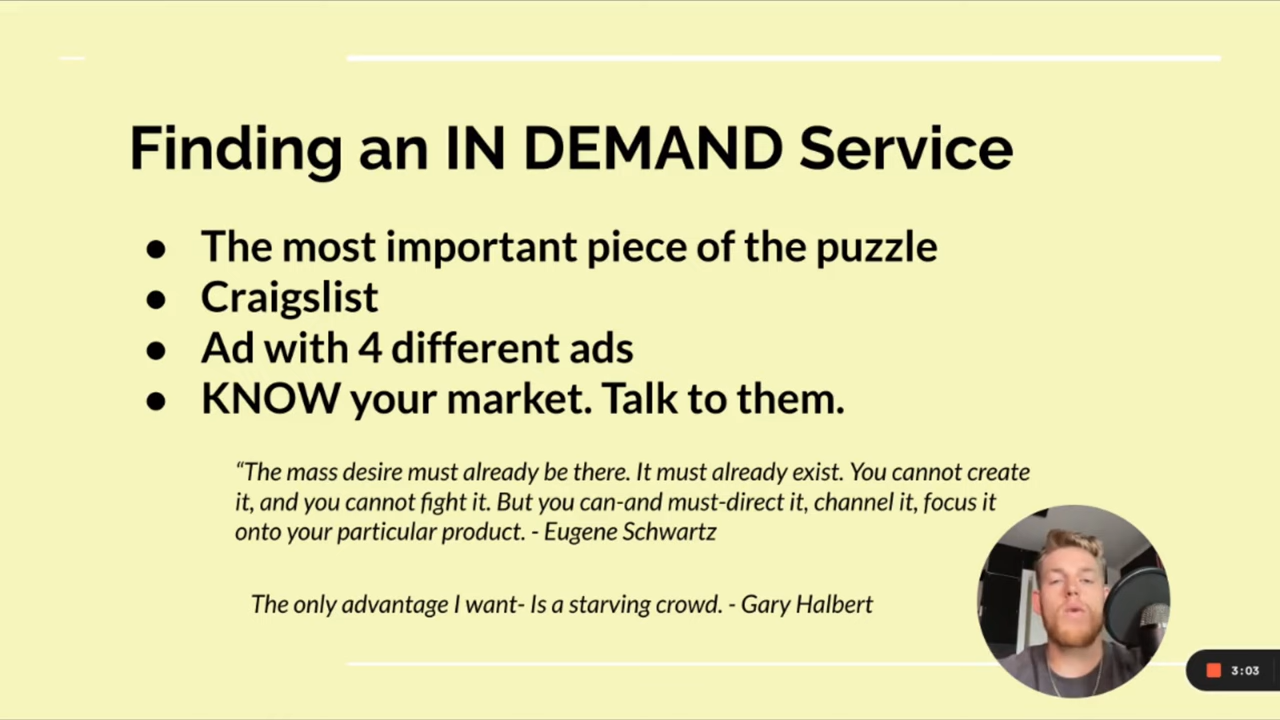 Finding an IN DEMAND Service
● The most important piece of the puzzle
● Craigslist
● Ad with 4 different ads
● KNOW your market. Talk to them.
“The mass desire must already be there. It must already exist. You cannot create
it, and you cannot fight it. But you can-and must-direct it, channel it, focus it
onto your particular product. - Eugene Schwartz
The only advantage I want- Is a starving crowd. - Gary Halbert
3:03